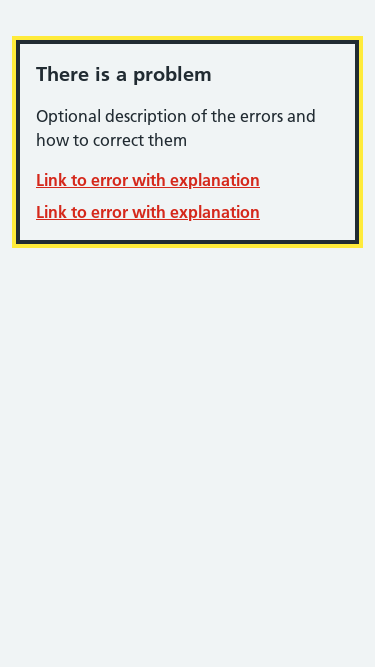 There is a problem
Optional description of the errors and
how to correct them
Link to error with explanation
Link to error with explanation